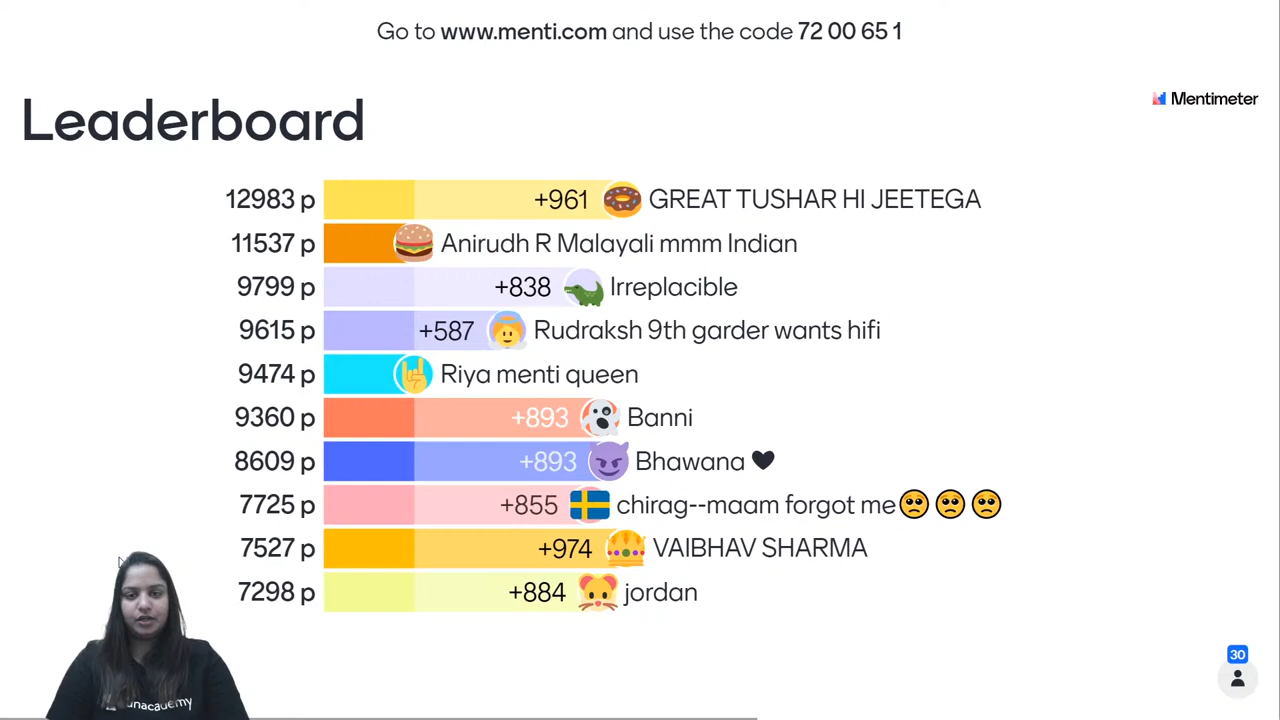 Go to www.menti.com and use the code 72 00 65 1
Leaderboard
Mentimeter
12983 p +961 GREAT TUSHAR HI JEETEGA
11537 p Anirudh R Malayali mmm Indian
9799 p +838 Irreplacible
9615 p +587 Rudraksh 9th garder wants hifi
9474 p Riya menti queen
9360 p +893 Banni
8609 p +893 Bhawana 🖤
7725 p +855 chirag--maam forgot me🥺🥺🥺
7527 p +974 VAIBHAV SHARMA
7298 p +884 jordan
30
unacademy